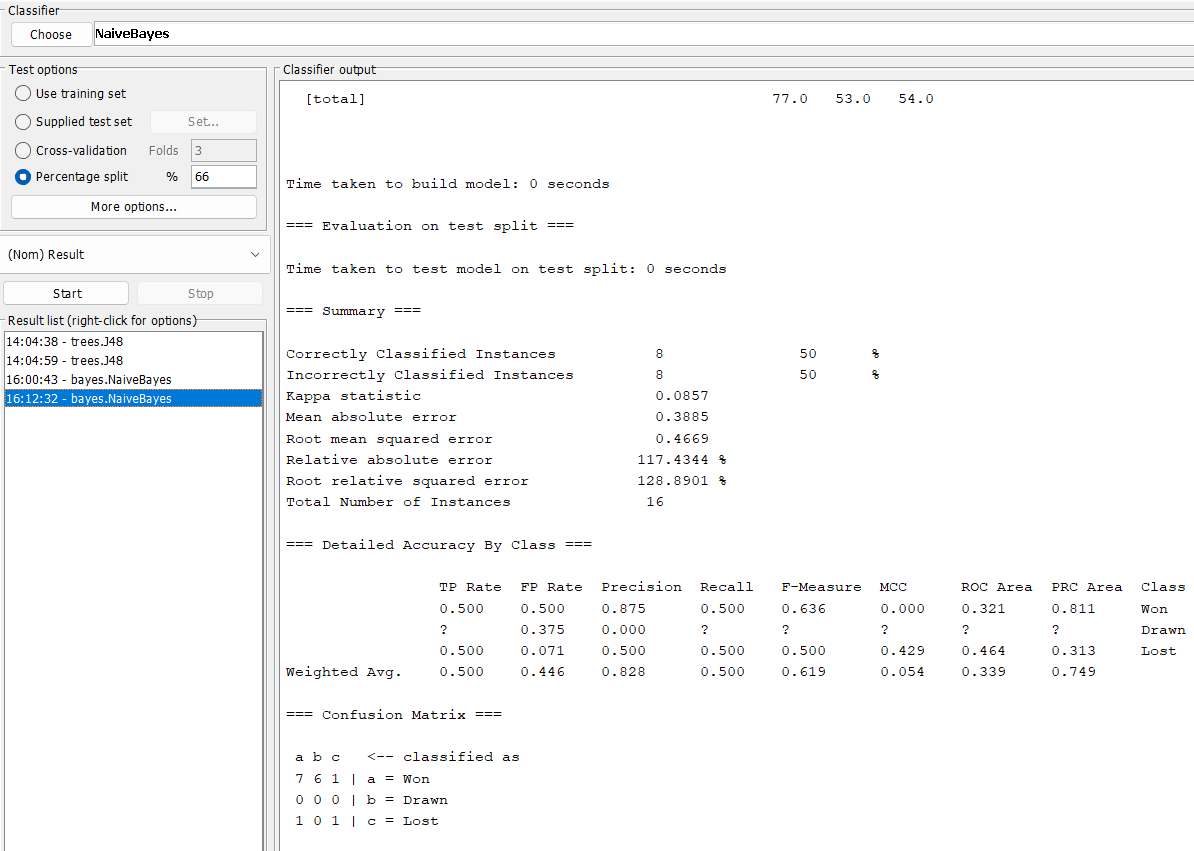 Classifier
Choose NaiveBayes
Test options
Use training set
Supplied test set Set...
Cross-validation Folds 3
Percentage split % 66
More options...
(Nom) Result
Start Stop
Result list (right-click for options)
14:04:38 - trees.J48
14:04:59 - trees.J48
16:00:43 - bayes.NaiveBayes
16:12:32 - bayes.NaiveBayes
Classifier output
[total] 77.0 53.0 54.0
Time taken to build model: 0 seconds
=== Evaluation on test split ===
Time taken to test model on test split: 0 seconds
=== Summary ===
Correctly Classified Instances 8 50 %
Incorrectly Classified Instances 8 50 %
Kappa statistic 0.0857
Mean absolute error 0.3885
Root mean squared error 0.4669
Relative absolute error 117.4344 %
Root relative squared error 128.8901 %
Total Number of Instances 16
=== Detailed Accuracy By Class ===
TP Rate FP Rate Precision Recall F-Measure MCC ROC Area PRC Area Class
0.500 0.500 0.875 0.500 0.636 0.000 0.321 0.811 Won
? 0.375 0.000 ? ? ? ? ? Drawn
0.500 0.071 0.500 0.500 0.500 0.429 0.464 0.313 Lost
Weighted Avg. 0.500 0.446 0.828 0.500 0.619 0.054 0.339 0.749
=== Confusion Matrix ===
a b c <-- classified as
7 6 1 | a = Won
0 0 0 | b = Drawn
1 0 1 | c = Lost